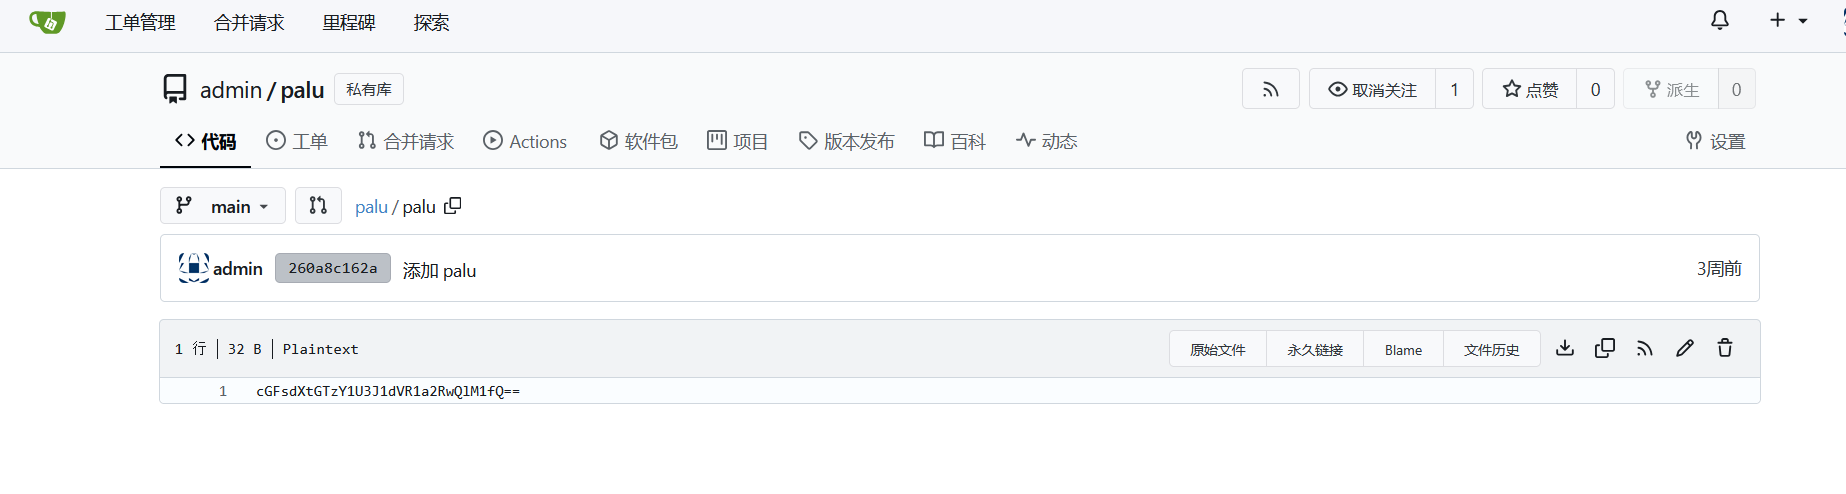 工单管理 合并请求 里程碑 探索
admin / palu 私有库 取消关注 1 点赞 0 派生 0
代码 工单 合并请求 Actions 软件包 项目 版本发布 百科 动态 设置
main palu / palu
admin 260a8c162a 添加 palu 3周前
1 行 32 B Plaintext 原始文件 永久链接 Blame 文件历史
1 cGFsdXtGTzY1U3J1dVR1a2RwQlM1fQ==